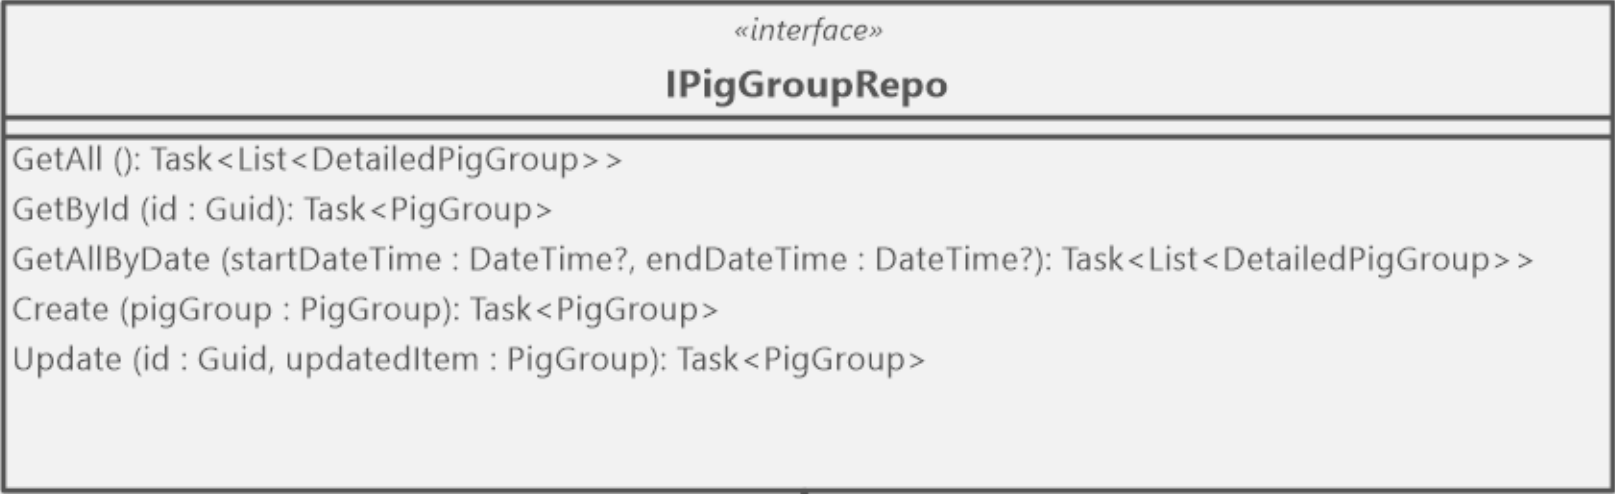 «interface»
IPigGroupRepo
GetAll (): Task<List<DetailedPigGroup>>
GetById (id : Guid): Task<PigGroup>
GetAllByDate (startDateTime : DateTime?, endDateTime : DateTime?): Task<List<DetailedPigGroup>>
Create (pigGroup : PigGroup): Task<PigGroup>
Update (id : Guid, updatedItem : PigGroup): Task<PigGroup>